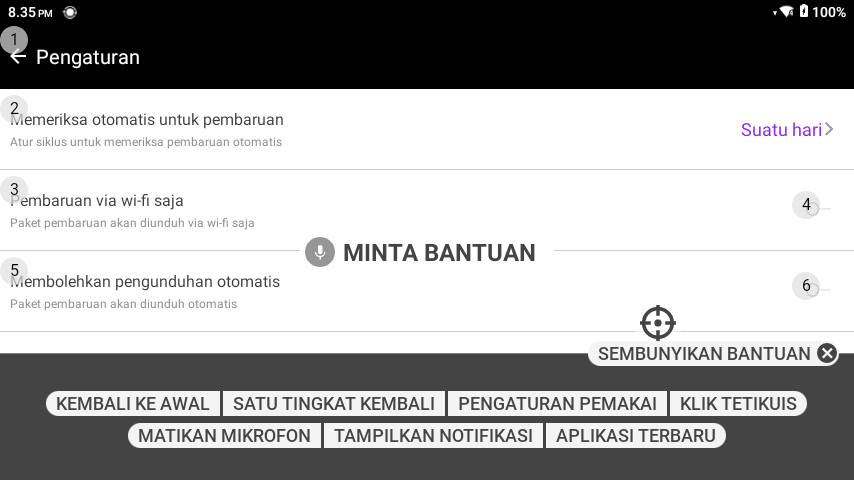 8.35 PM
100%
1
Pengaturan
2
Memeriksa otomatis untuk pembaruan
Atur siklus untuk memeriksa pembaruan otomatis
Suatu hari
3
Pembaruan via wi-fi saja
Paket pembaruan akan diunduh via wi-fi saja
4
MINTA BANTUAN
5
Membolehkan pengunduhan otomatis
Paket pembaruan akan diunduh otomatis
6
SEMBUNYIKAN BANTUAN
KEMBALI KE AWAL
SATU TINGKAT KEMBALI
PENGATURAN PEMAKAI
KLIK TETIKUIS
MATIKAN MIKROFON
TAMPILKAN NOTIFIKASI
APLIKASI TERBARU